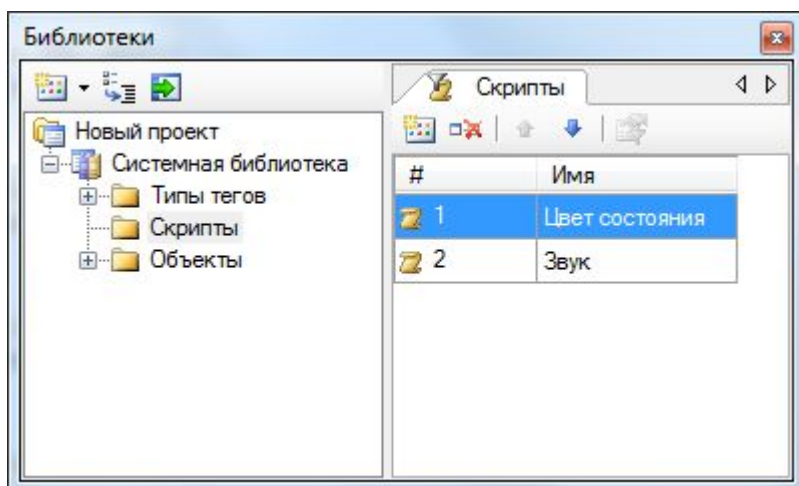 Библиотеки
Новый проект
Системная библиотека
Типы тегов
Скрипты
Объекты
Скрипты
# Имя
1 Цвет состояния
2 Звук